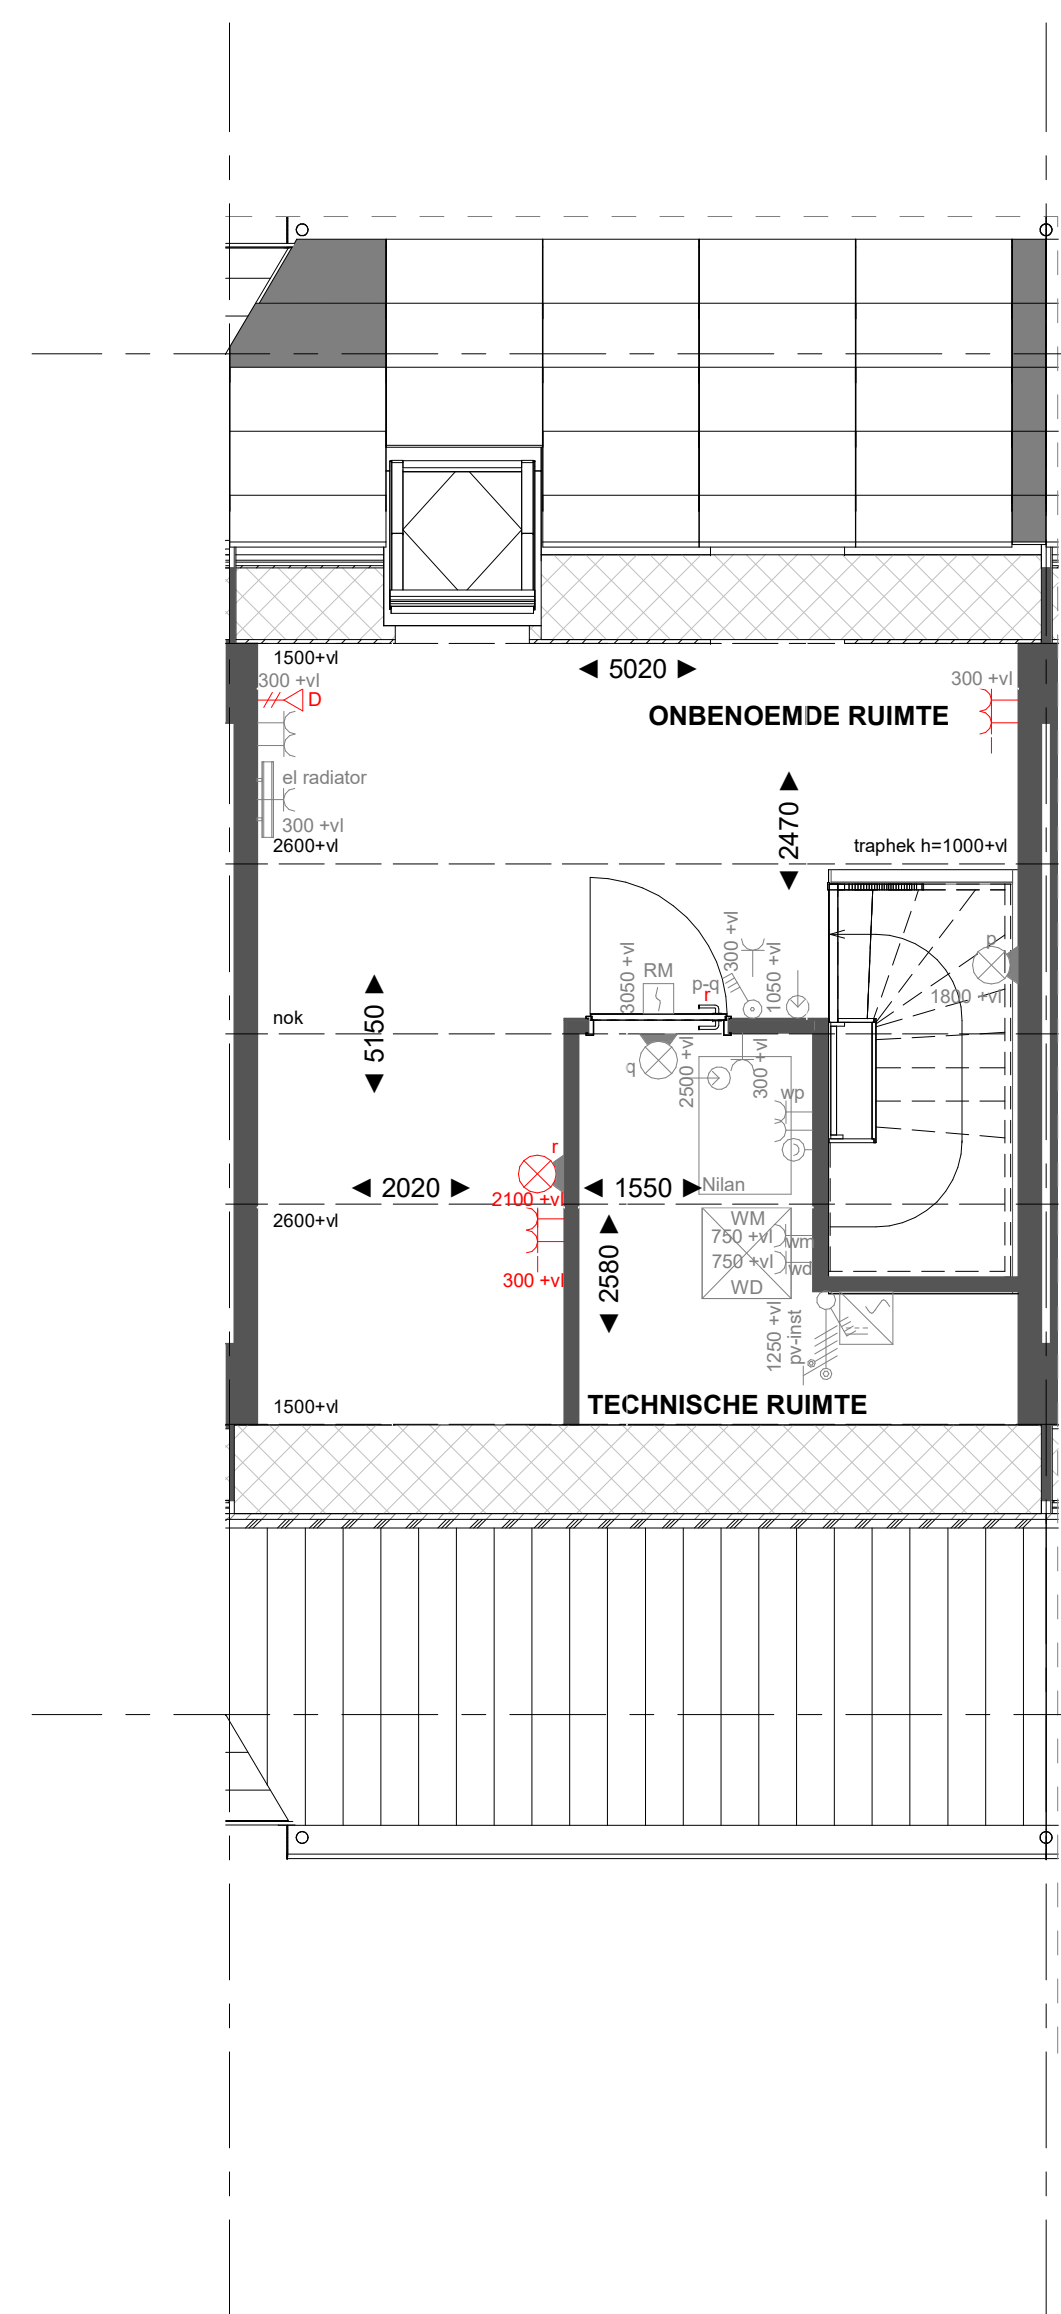 1500+vl
5020
300 +vl
D
300 +vl
ONBENOEMDE RUIMTE
el radiator
300 +vl
2600+vl
2470
traphek h=1000+vl
p
1800 +vl
3050 +vl
RM
p-q
r
300 +vl
1050 +vl
nok
5150
q
2500 +vl
300 +vl
wp
r
2100 +vl
2020
1550
Nilan
2600+vl
300 +vl
2580
WM
750 +vl
wm
750 +vl
wd
WD
1250 +vl
pv-inst
1500+vl
TECHNISCHE RUIMTE